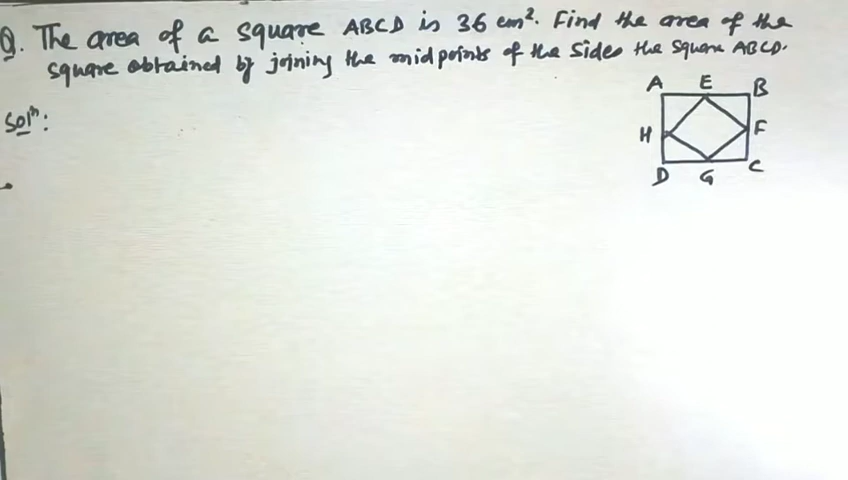 Q. The area of a square ABCD is 36 cm². Find the area of the
square obtained by joining the midpoints of the sides the square ABCD.
A E B
Solⁿ:
H F
D G C